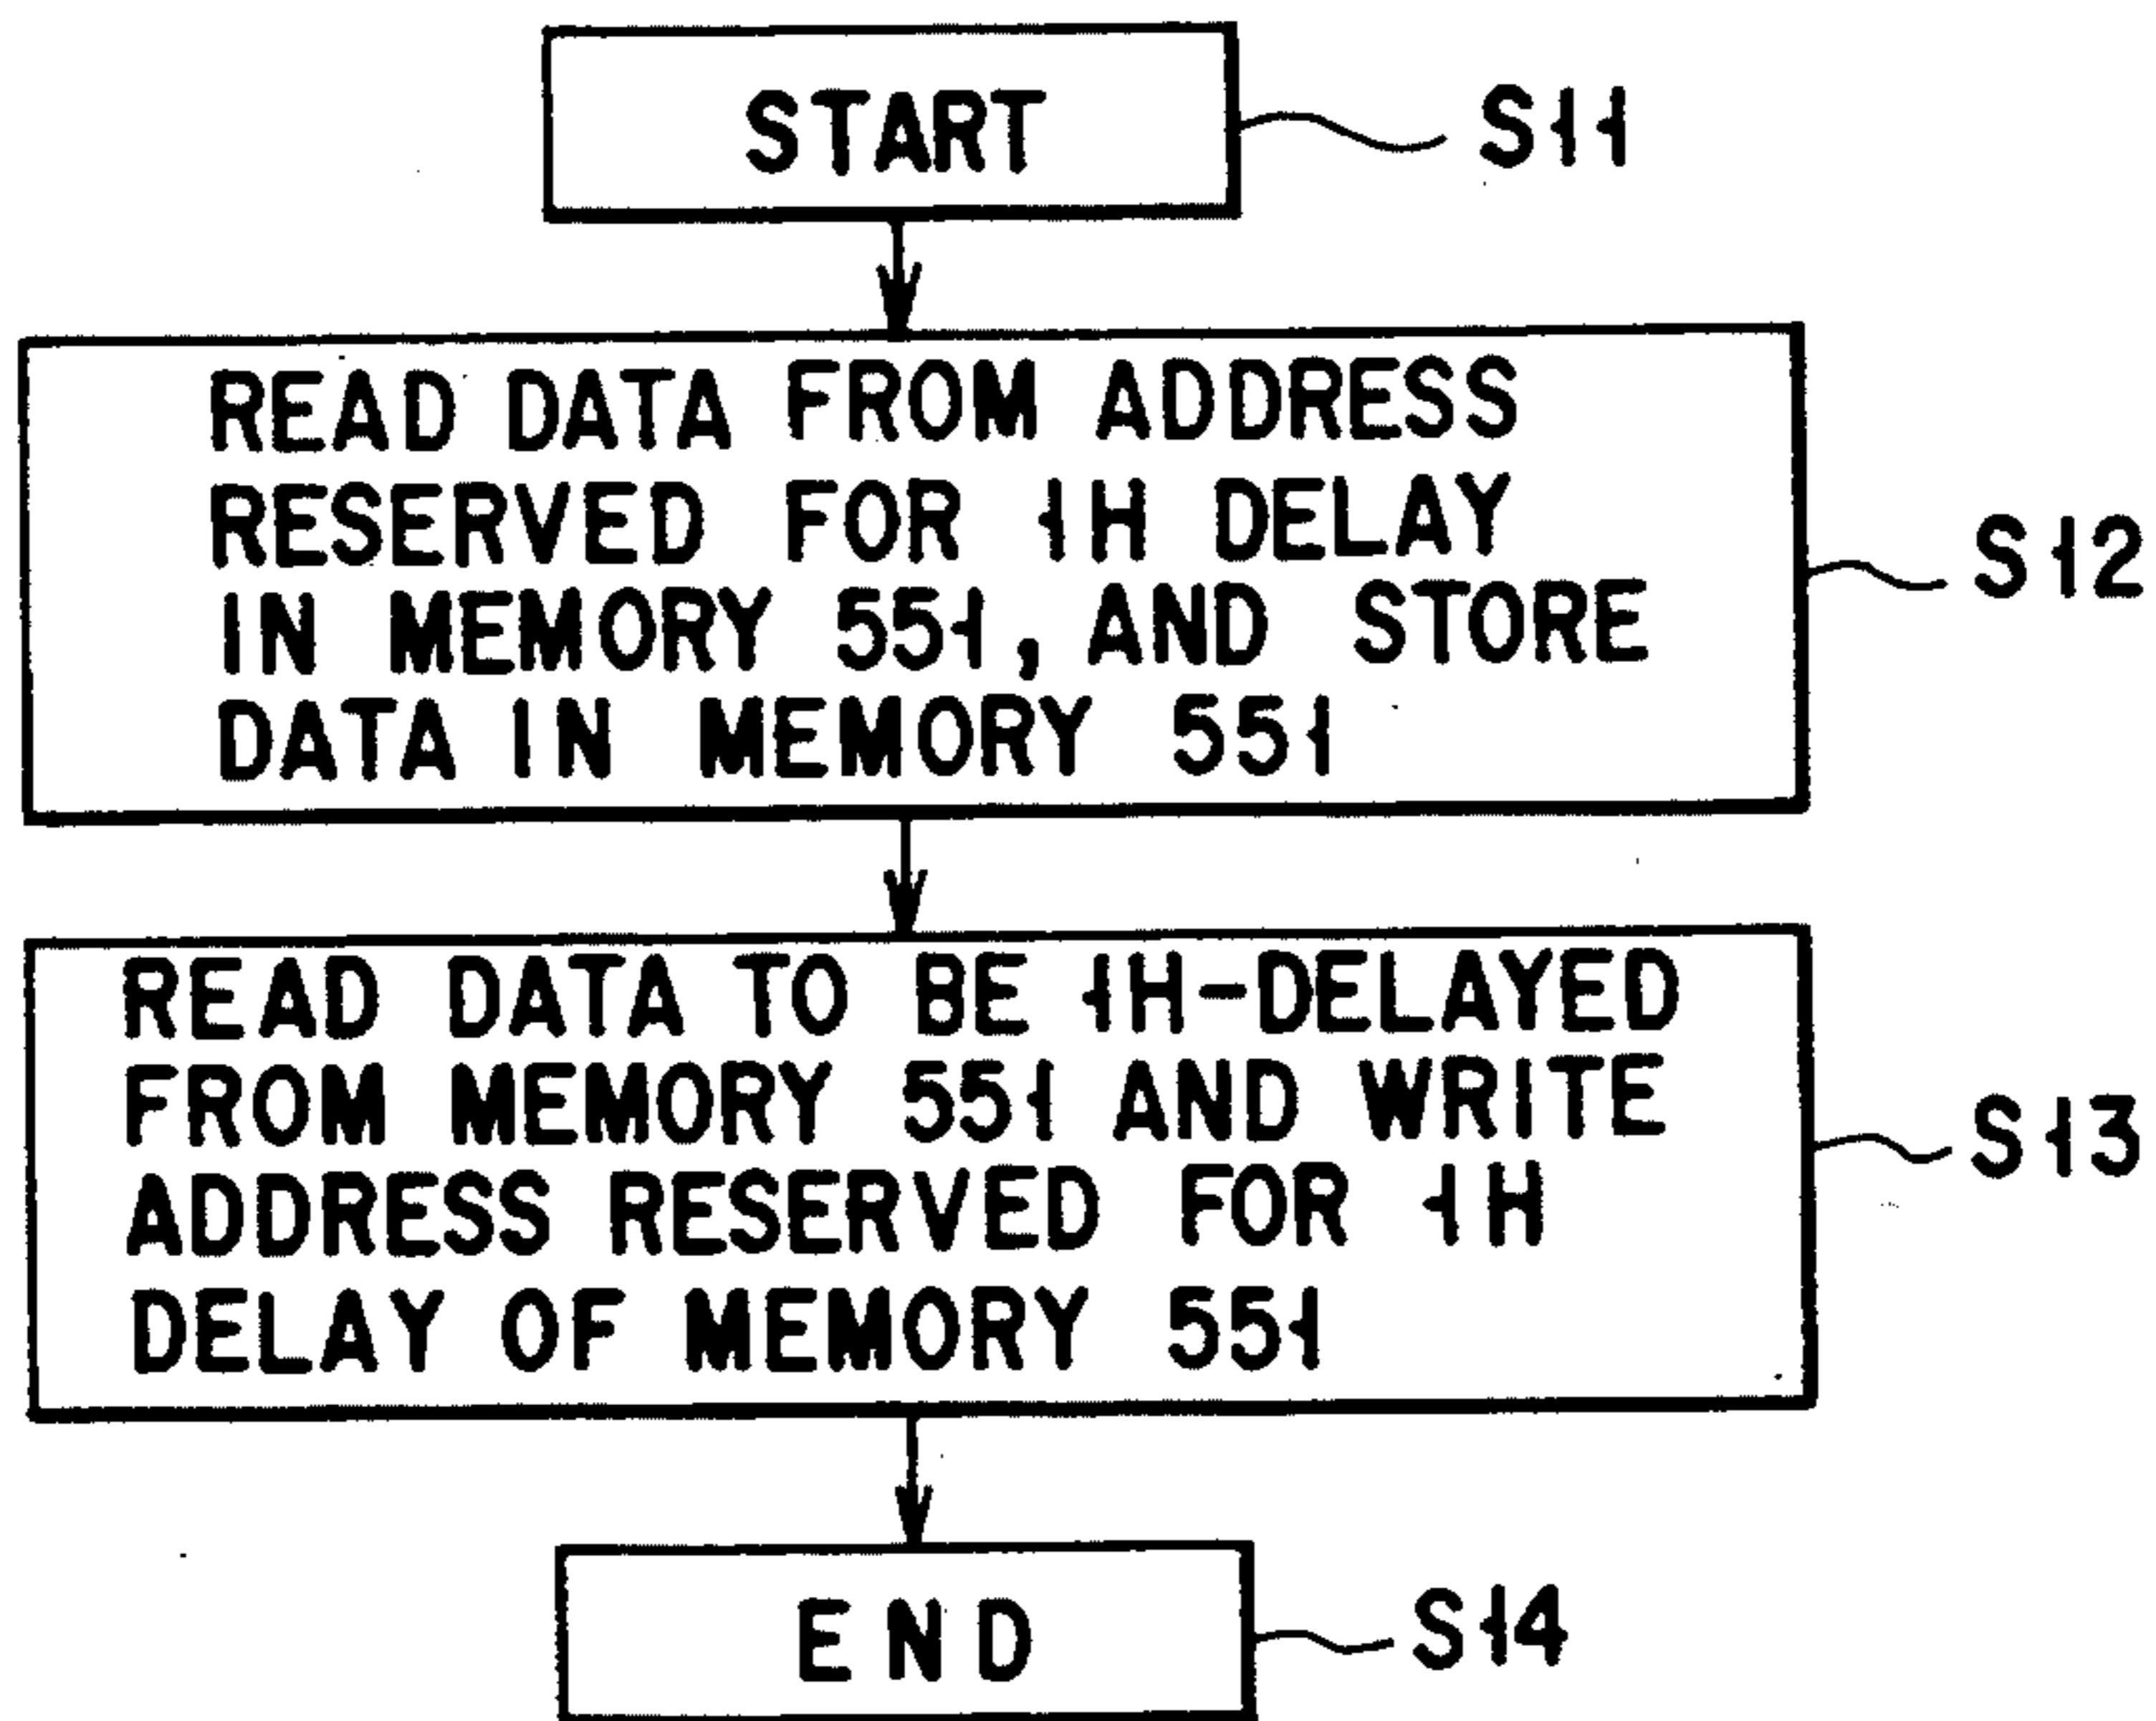 START
S11
READ DATA FROM ADDRESS
RESERVED FOR 1H DELAY
IN MEMORY 551, AND STORE
DATA IN MEMORY 551
S12
READ DATA TO BE 1H-DELAYED
FROM MEMORY 551 AND WRITE
ADDRESS RESERVED FOR 1H
DELAY OF MEMORY 551
S13
END
S14